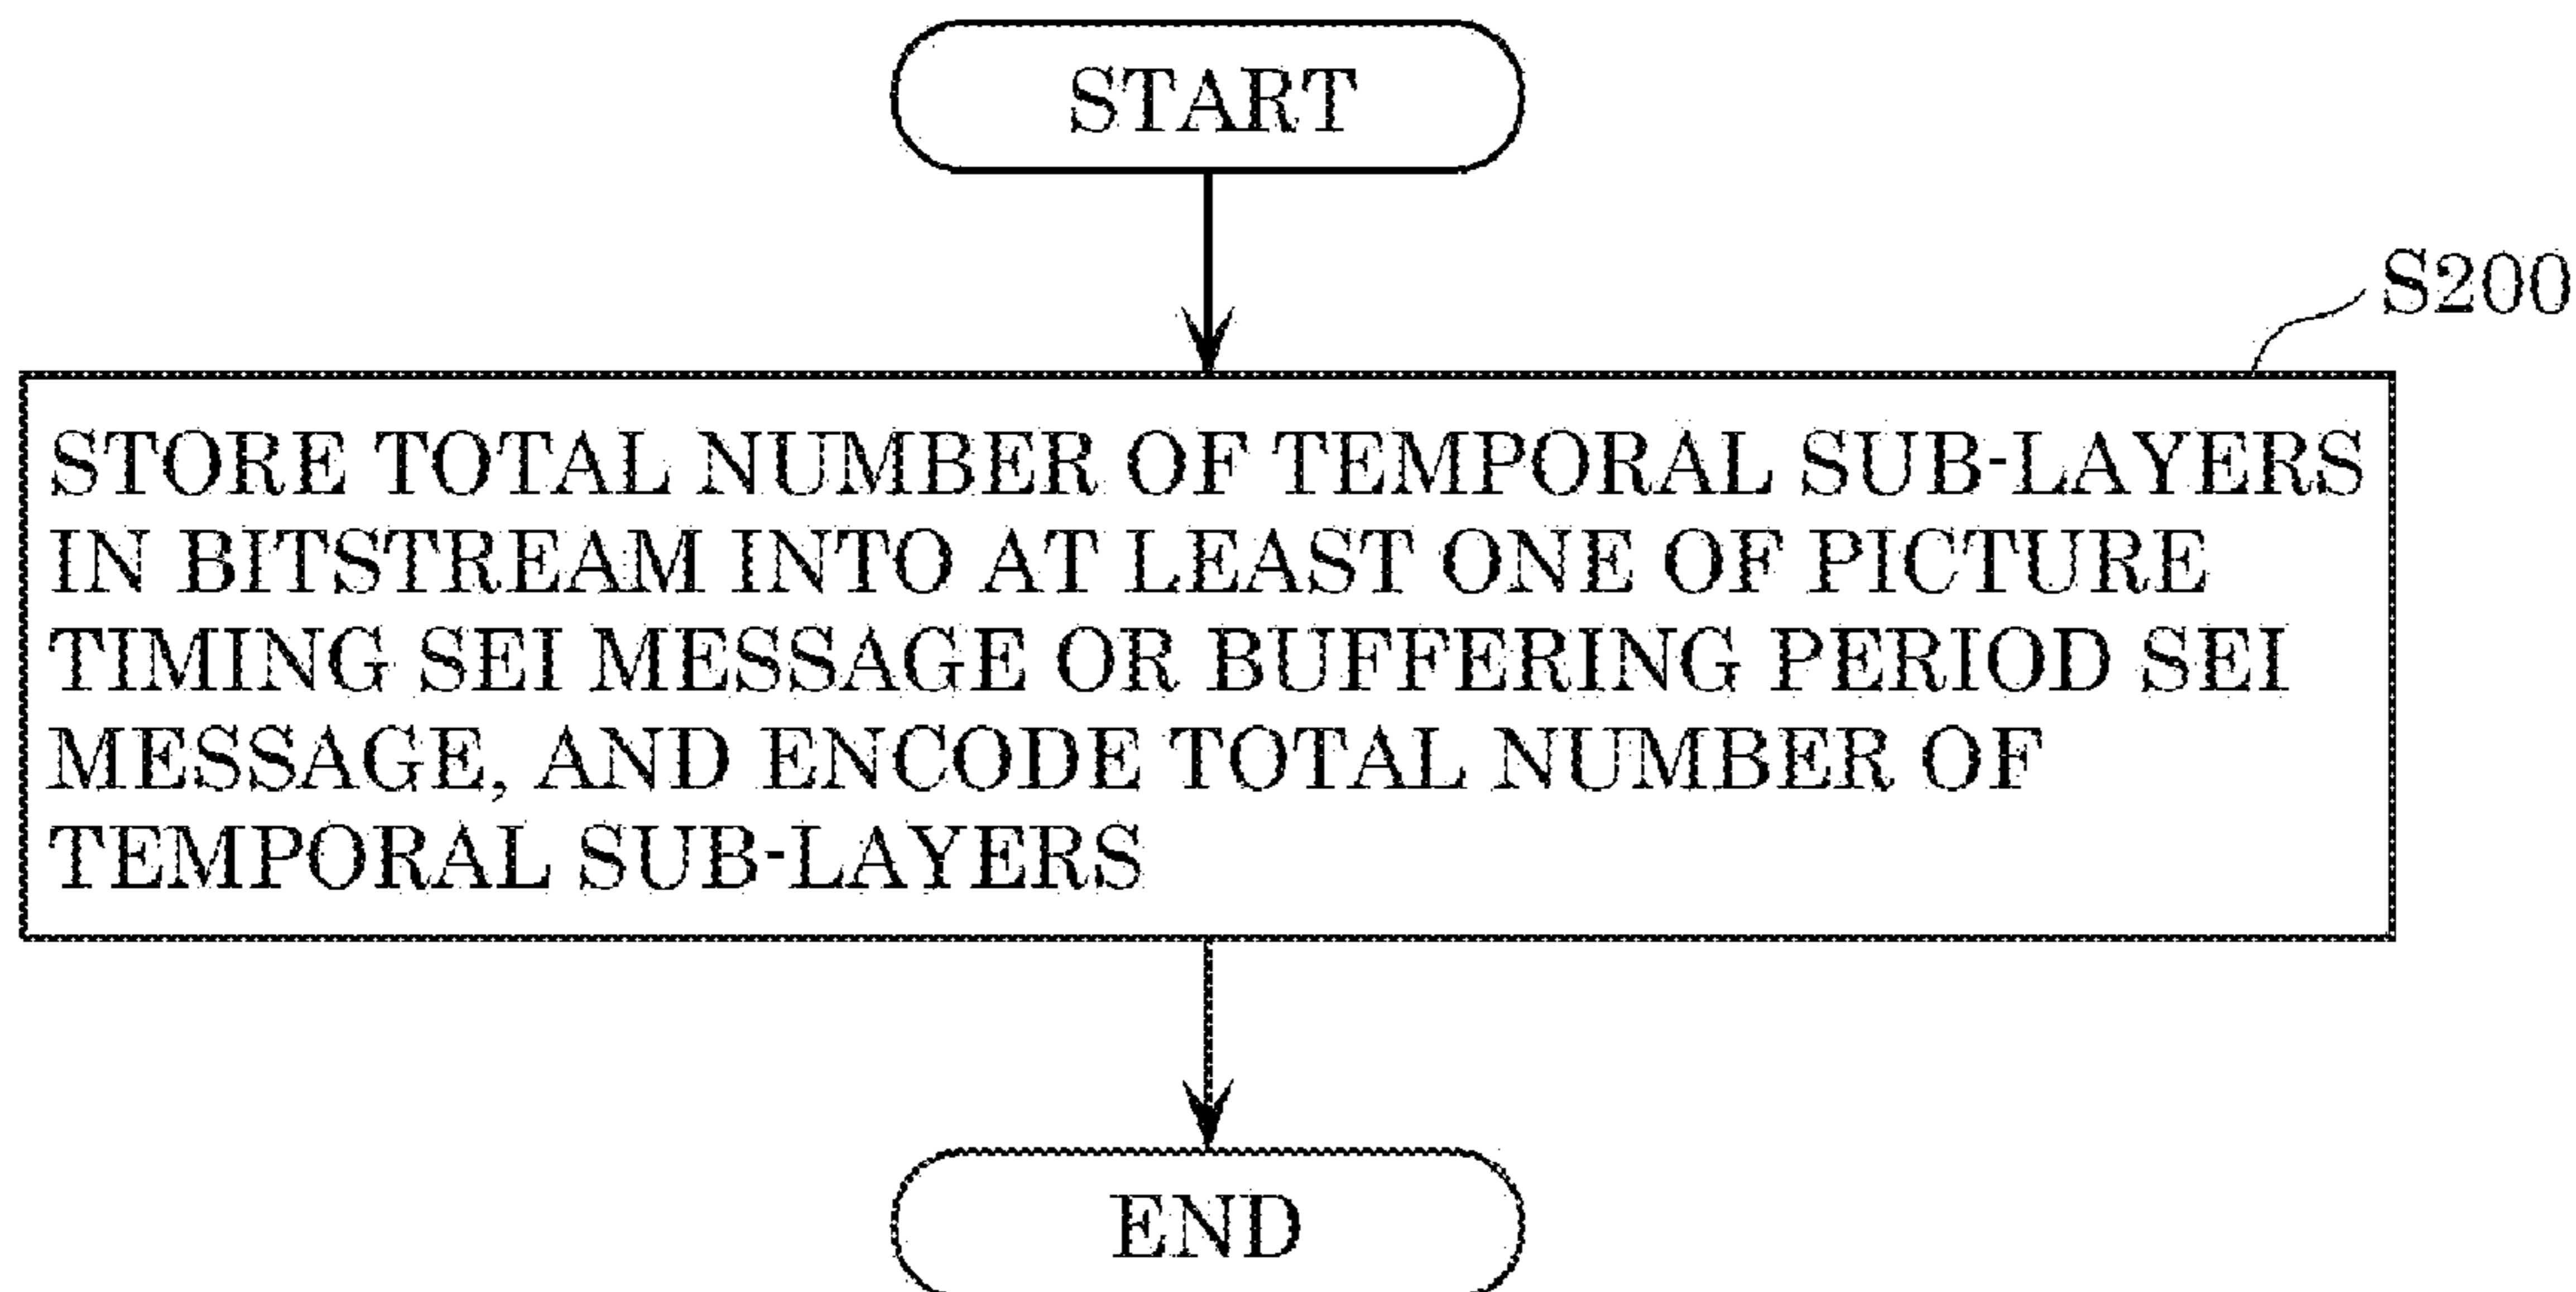 START
S200
STORE TOTAL NUMBER OF TEMPORAL SUB-LAYERS
IN BITSTREAM INTO AT LEAST ONE OF PICTURE
TIMING SEI MESSAGE OR BUFFERING PERIOD SEI
MESSAGE, AND ENCODE TOTAL NUMBER OF
TEMPORAL SUB-LAYERS
END